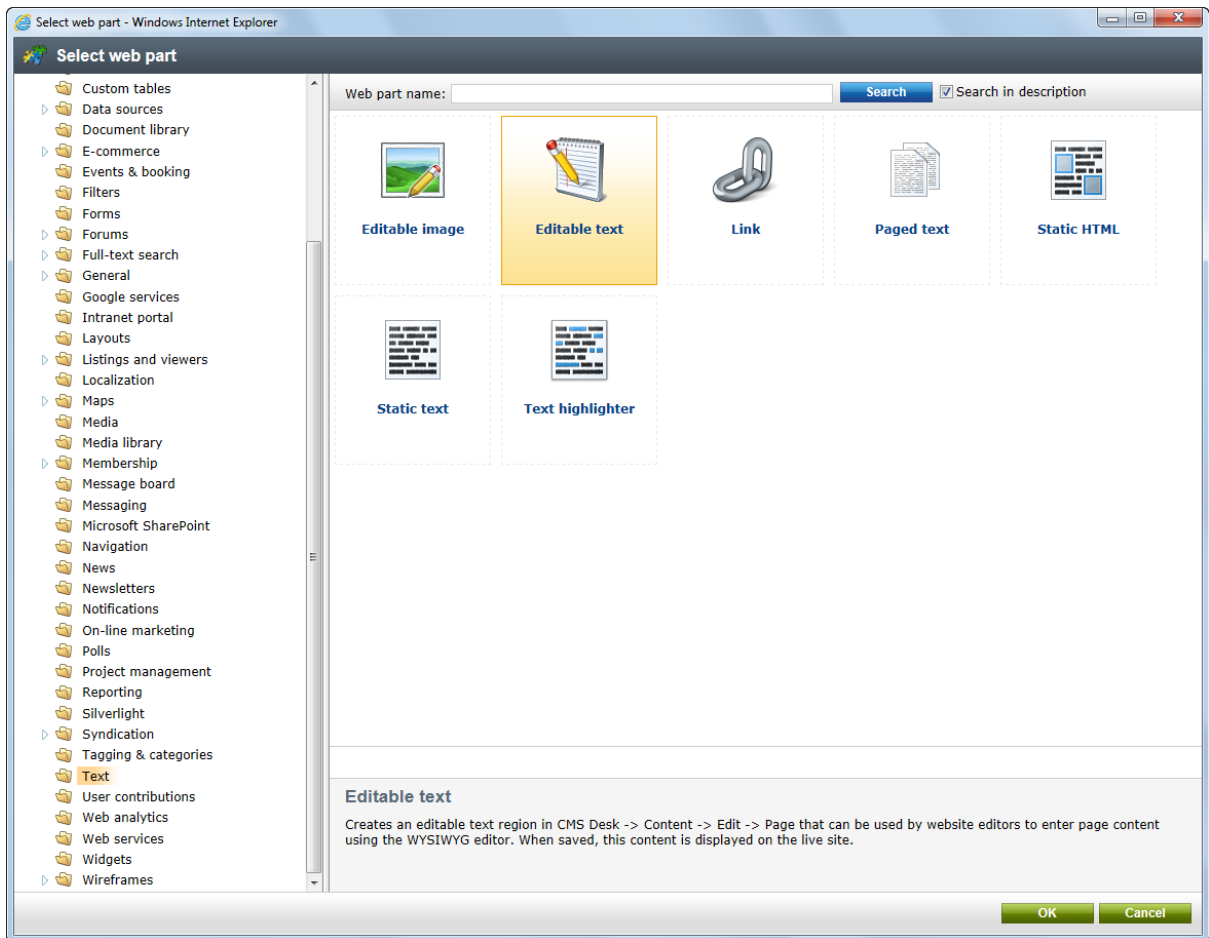 Select web part - Windows Internet Explorer
Select web part
Custom tables
Data sources
Document library
E-commerce
Events & booking
Filters
Forms
Forums
Full-text search
General
Google services
Intranet portal
Layouts
Listings and viewers
Localization
Maps
Media
Media library
Membership
Message board
Messaging
Microsoft SharePoint
Navigation
News
Newsletters
Notifications
On-line marketing
Polls
Project management
Reporting
Silverlight
Syndication
Tagging & categories
Text
User contributions
Web analytics
Web services
Widgets
Wireframes
Web part name: Search Search in description
Editable image Editable text Link Paged text Static HTML
Static text Text highlighter
Editable text
Creates an editable text region in CMS Desk -> Content -> Edit -> Page that can be used by website editors to enter page content
using the WYSIWYG editor. When saved, this content is displayed on the live site.
OK Cancel